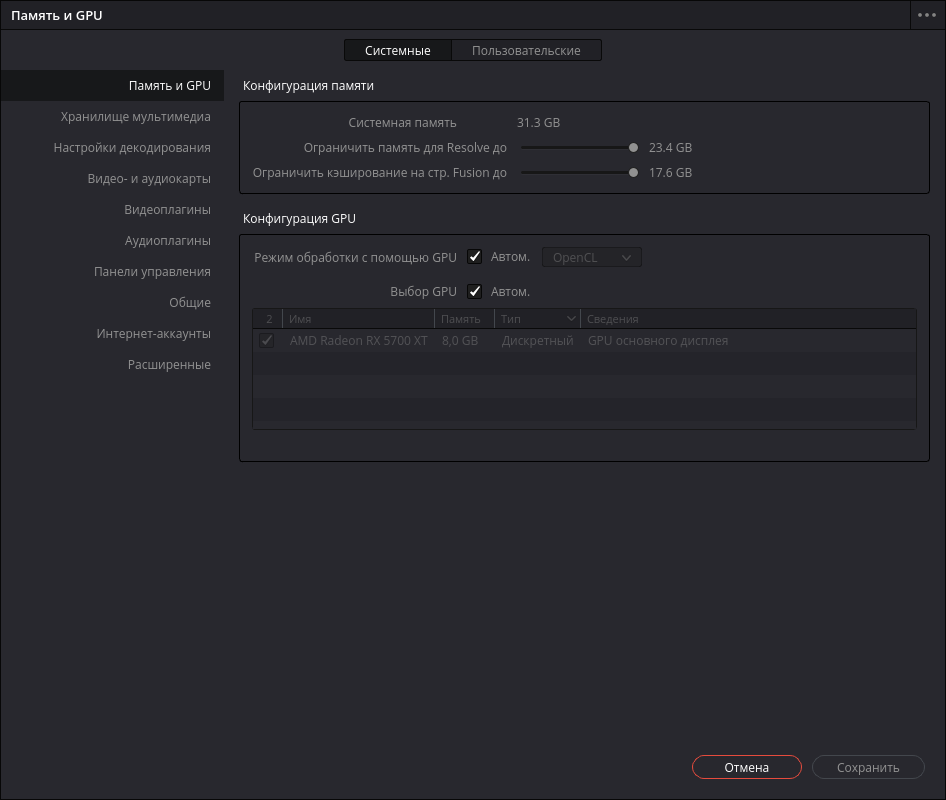 Память и GPU
Системные Пользовательские
Память и GPU
Хранилище мультимедиа
Настройки декодирования
Видео- и аудиокарты
Видеоплагины
Аудиоплагины
Панели управления
Общие
Интернет-аккаунты
Расширенные
Конфигурация памяти
Системная память 31.3 GB
Ограничить память для Resolve до 23.4 GB
Ограничить кэширование на стр. Fusion до 17.6 GB
Конфигурация GPU
Режим обработки с помощью GPU Автом. OpenCL
Выбор GPU Автом.
2 Имя Память Тип Сведения
AMD Radeon RX 5700 XT 8,0 GB Дискретный GPU основного дисплея
Отмена Сохранить